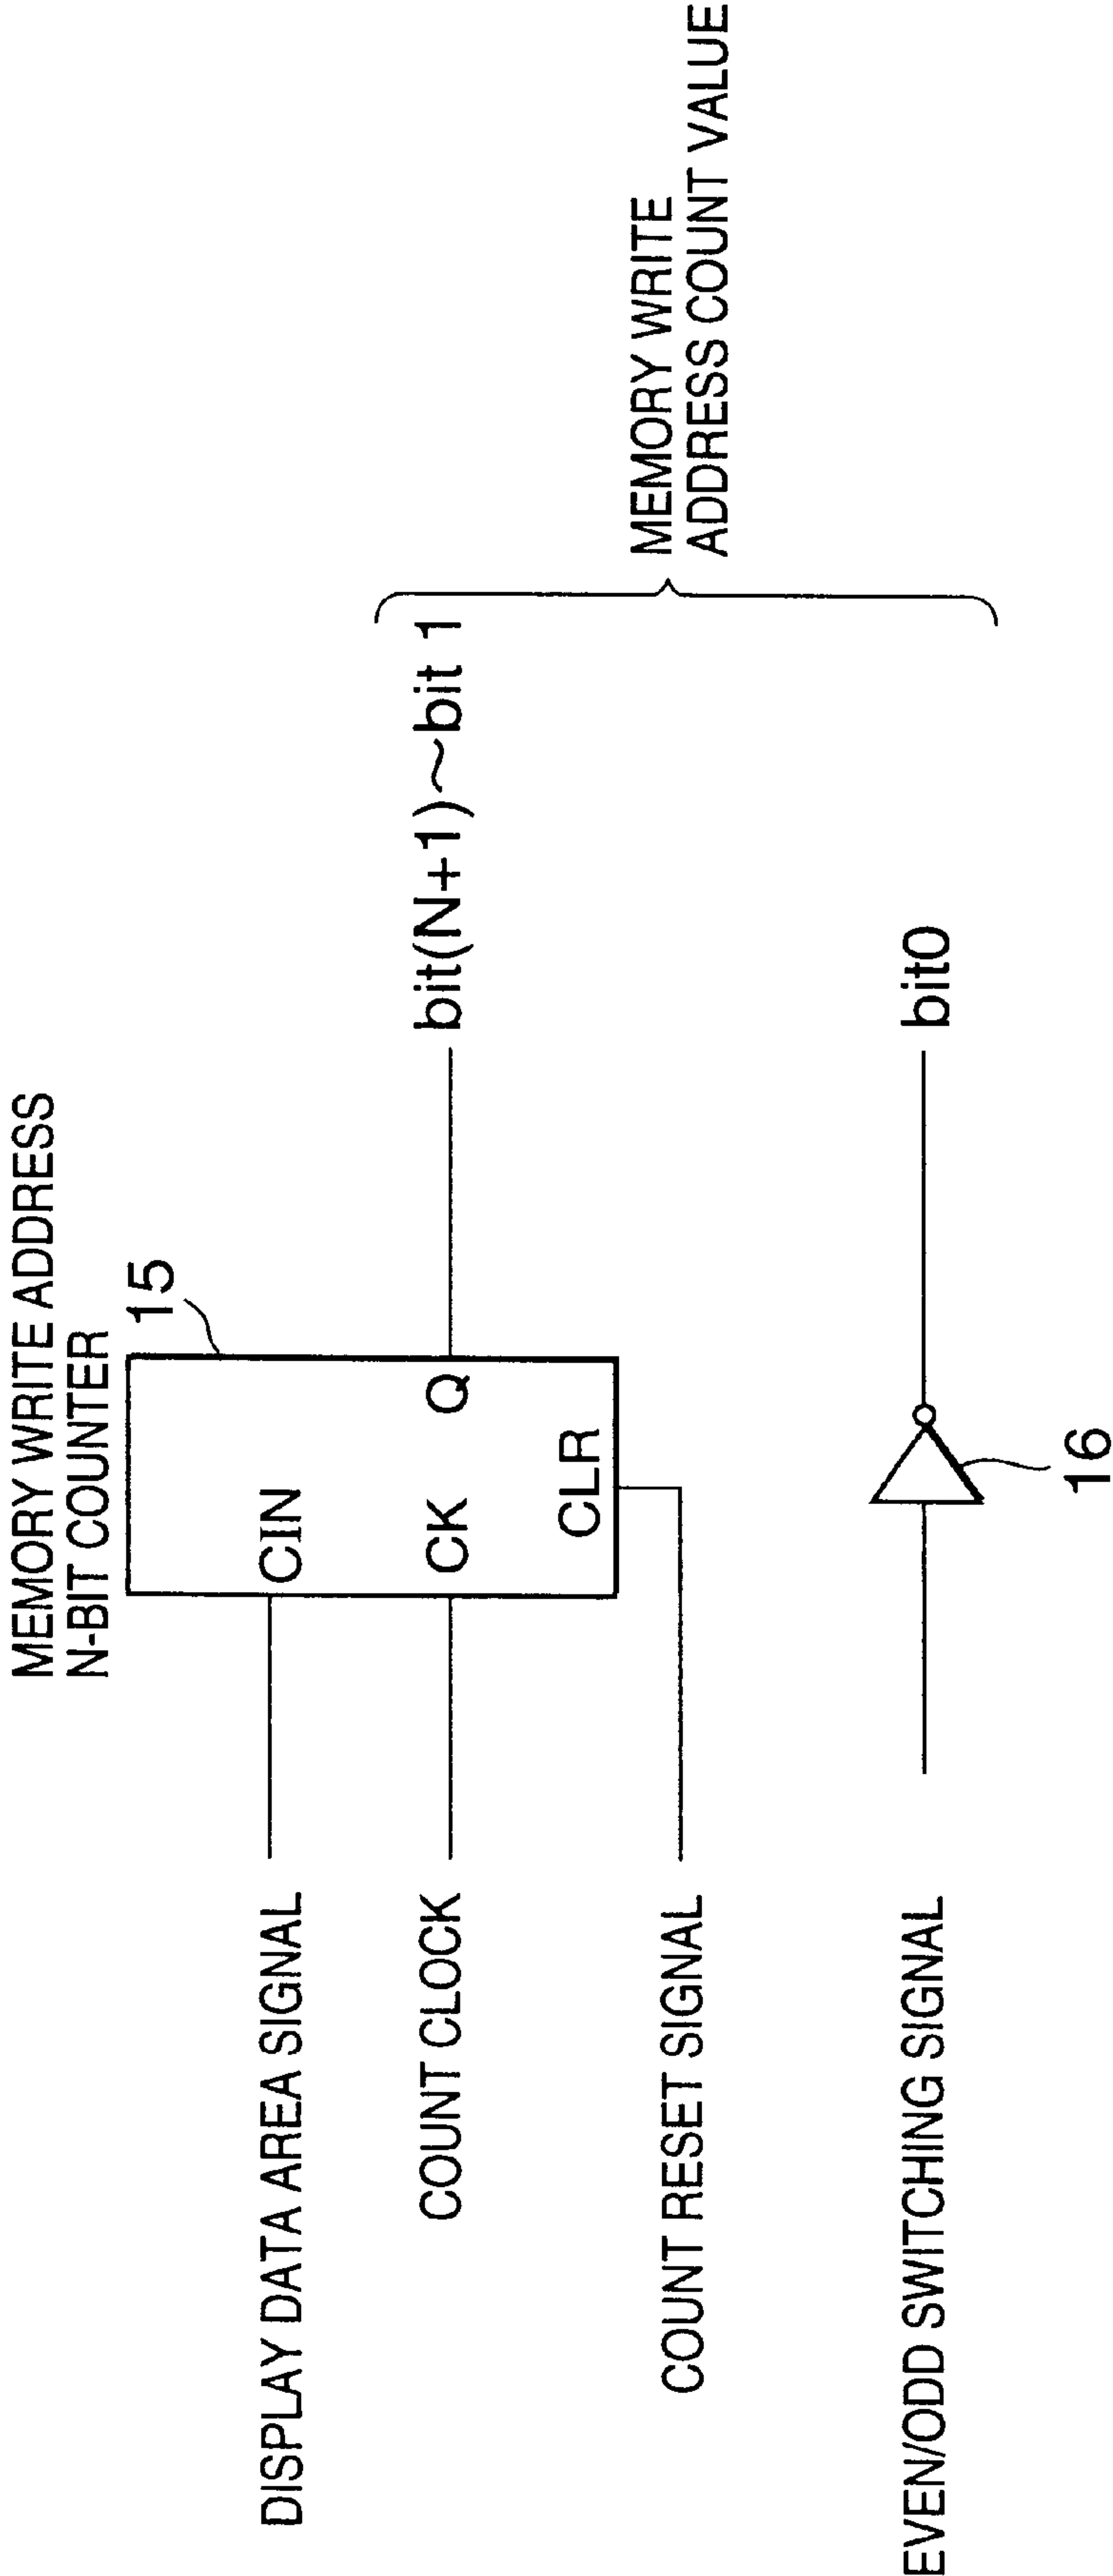 MEMORY WRITE ADDRESS
N-BIT COUNTER
15
DISPLAY DATA AREA SIGNAL
CIN
COUNT CLOCK
CK
Q
bit(N+1)~bit 1
CLR
COUNT RESET SIGNAL
MEMORY WRITE
ADDRESS COUNT VALUE
EVEN/ODD SWITCHING SIGNAL
bit0
16